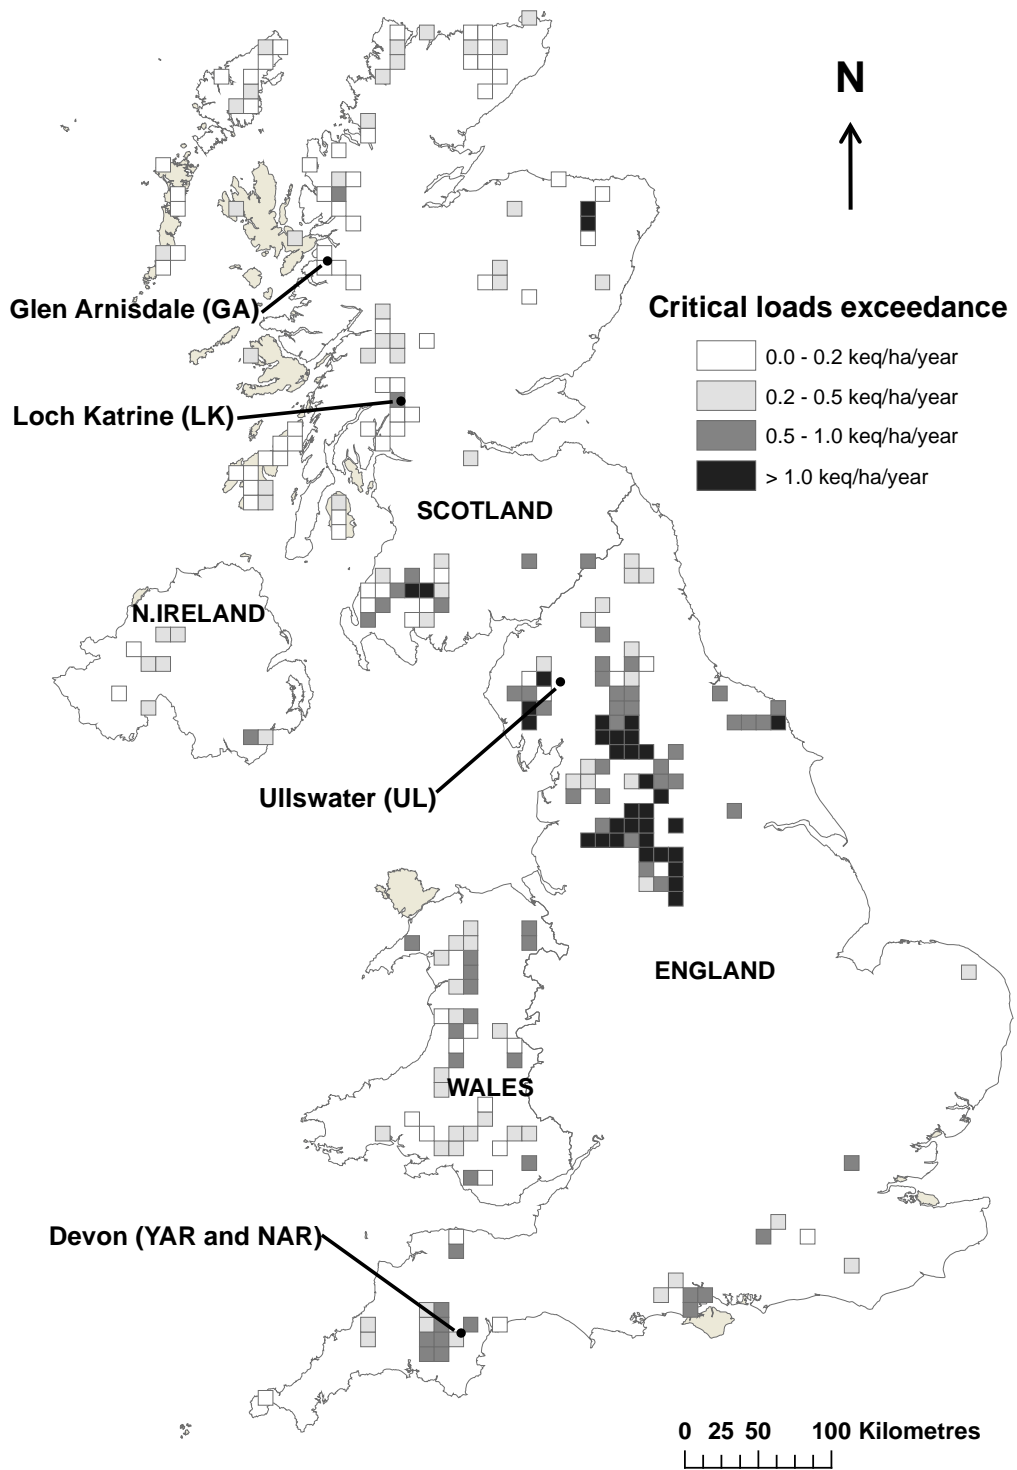 N
Glen Arnisdale (GA)
Critical loads exceedance
0.0 - 0.2 keq/ha/year
0.2 - 0.5 keq/ha/year
Loch Katrine (LK)
0.5 - 1.0 keq/ha/year
> 1.0 keq/ha/year
SCOTLAND
N.IRELAND
Ullswater (UL)
ENGLAND
WALES
Devon (YAR and NAR)
0 25 50 100 Kilometres